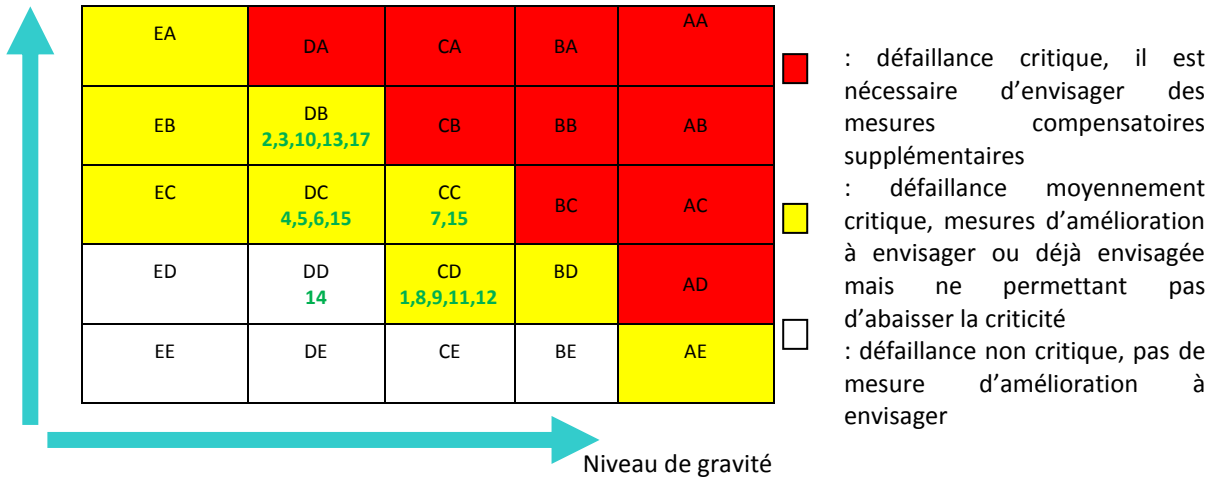 EA DA CA BA AA
EB DB CB BB AB
2,3,10,13,17
EC DC CC BC AC
4,5,6,15 7,15
ED DD CD BD AD
14 1,8,9,11,12
EE DE CE BE AE
: défaillance critique, il est
nécessaire d’envisager des
mesures compensatoires
supplémentaires
: défaillance moyennement
critique, mesures d’amélioration
à envisager ou déjà envisagée
mais ne permettant pas
d’abaisser la criticité
: défaillance non critique, pas de
mesure d’amélioration à
envisager
Niveau de gravité